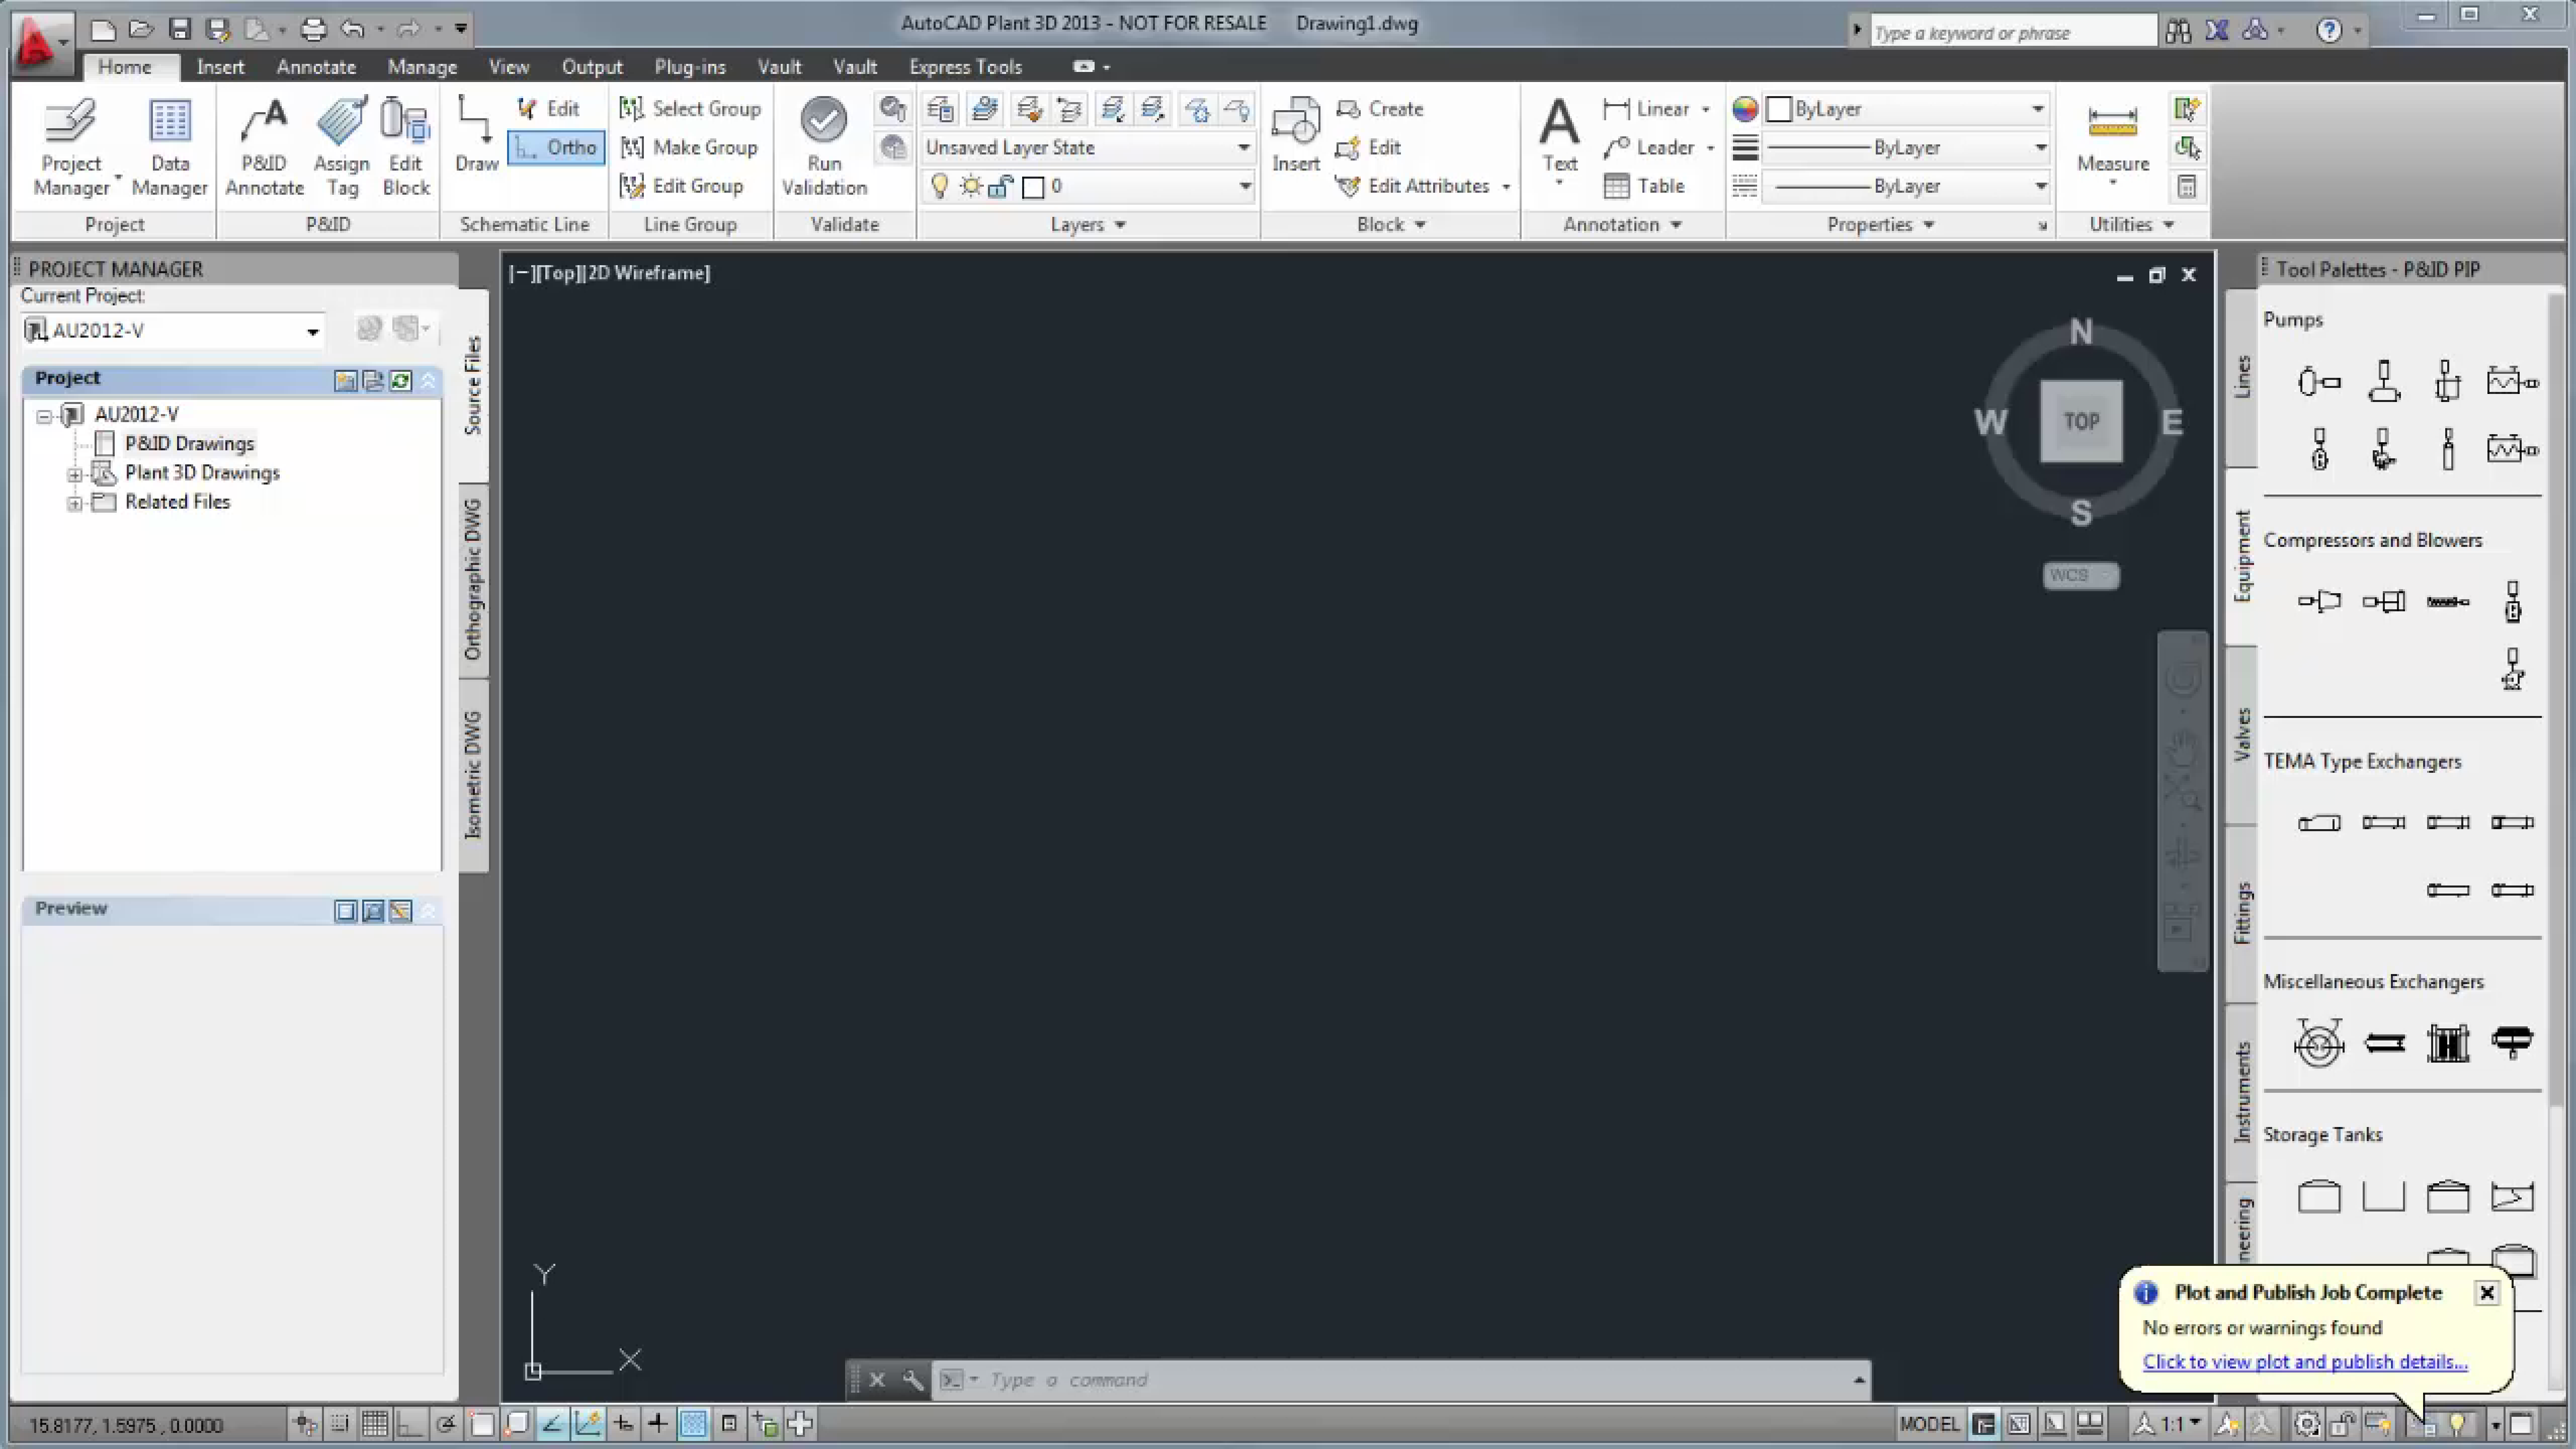 AutoCAD Plant 3D 2013 - NOT FOR RESALE Drawing1.dwg
Type a keyword or phrase
Home Insert Annotate Manage View Output Plug-ins Vault Vault Express Tools
Project Manager
Data Manager
Project
P&ID Annotate
Assign Tag
Edit Block
P&ID
Draw
Edit
Ortho
Schematic Line
Select Group
Make Group
Edit Group
Line Group
Run Validation
Validate
Unsaved Layer State
0
Layers
Insert
Create
Edit
Edit Attributes
Block
A
Text
Linear
Leader
Table
Annotation
ByLayer
ByLayer
ByLayer
Properties
Measure
Utilities
PROJECT MANAGER
Current Project:
AU2012-V
Project
AU2012-V
P&ID Drawings
Plant 3D Drawings
Related Files
Preview
Source Files
Orthographic DWG
Isometric DWG
[−][Top][2D Wireframe]
N
W
TOP
E
S
WCS
Y
X
Type a command
Tool Palettes - P&ID PIP
Lines
Equipment
Valves
Fittings
Instruments
neering
Pumps
Compressors and Blowers
TEMA Type Exchangers
Miscellaneous Exchangers
Storage Tanks
Plot and Publish Job Complete
No errors or warnings found
Click to view plot and publish details...
15.8177, 1.5975 , 0.0000
MODEL
1:1